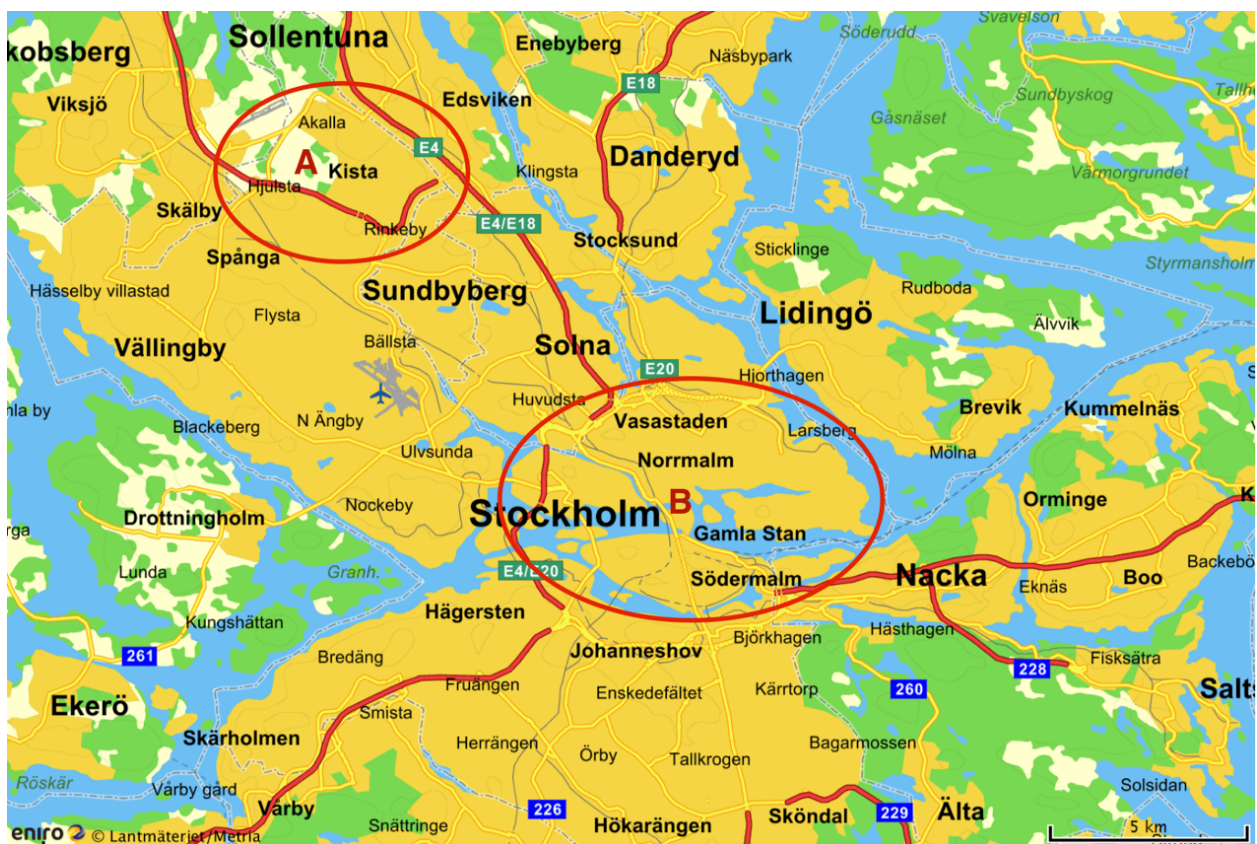 Svavelsön
Söderudd
kobsberg
Sollentuna
Enebyberg
Näsbypark
E18
Viksjö
Edsviken
Sundbyskog
Gåsnäset
Akalla
E4
Danderyd
A
Kista
Klingsta
Värmorgrundet
Hjulsta
Skälby
Rinkeby
E4/E18
Stocksund
Sticklinge
Spånga
Styrmansholm
Hässelby villastad
Sundbyberg
Rudboda
Flysta
Lidingö
Älvvik
Vällingby
Bällsta
Solna
E20
Hjorthagen
Huvudsta
Brevik
Kummelnäs
la by
N Ängby
Vasastaden
Blackeberg
Larsberg
Ulvsunda
Mölna
Norrmalm
Nockeby
B
Orminge
K
Drottningholm
Stockholm
Gamla Stan
Backebö
Lunda
Granh.
E4/E20
Södermalm
Nacka
Eknäs
Boo
Hägersten
Kungshättan
Björkhagen
Hästhagen
261
Bredäng
Johanneshov
Fisksätra
228
Fruängen
Enskedefältet
Kärrtorp
260
Salts
Ekerö
Smista
Skärholmen
Herrängen
Örby
Tallkrogen
Bagarmossen
Röskär
Vårby gård
Solsidan
Vårby
226
Sköndal
229
Älta
Snättringe
Hökarängen
5 km
eniro © Lantmäteriet/Metria